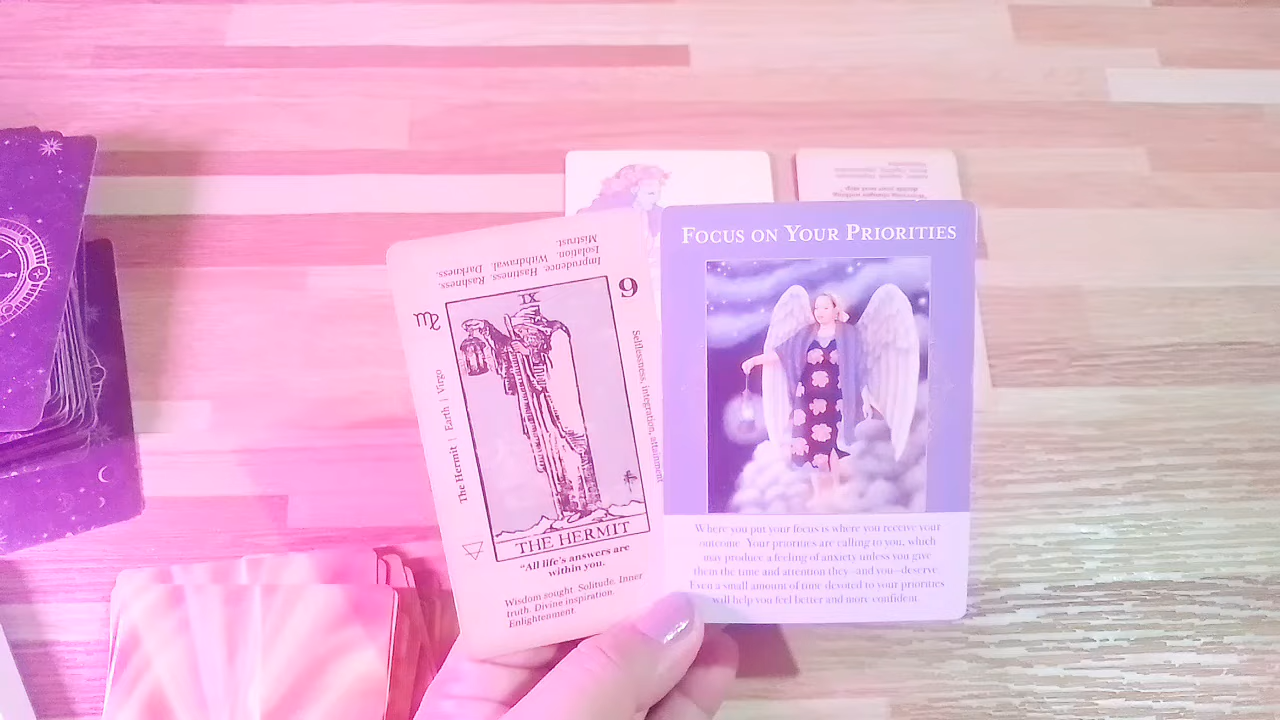 Imprudence. Hastiness. Rashness.
Isolation. Withdrawal. Darkness.
Mistrust.
9
♍
The Hermit | Earth | Virgo
Selflessness, integration, attainment
IX
THE HERMIT
"All life's answers are
within you.
Wisdom sought. Solitude. Inner
truth. Divine inspiration.
Enlightenment.
FOCUS ON YOUR PRIORITIES
Where you put your focus is where you receive your
outcome. Your priorities are calling to you, which
may produce a feeling of anxiety unless you give
them the time and attention they—and you—deserve.
Even a small amount of time devoted to your priorities
will help you feel better and more confident.